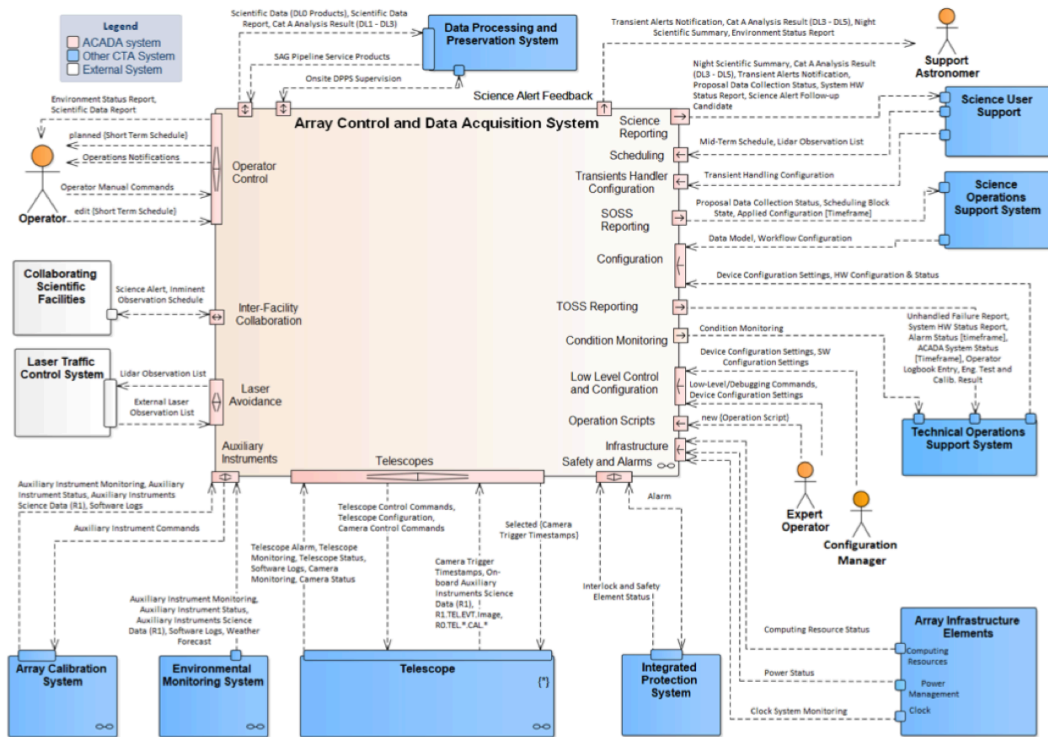 Legend
ACADA system
Other CTA System
External System
Scientific Data (DL0 Products), Scientific Data
Report, Cat A Analysis Result (DL1 - DL3)
SAG Pipeline Service Products
Onsite DPPS Supervision
Data Processing and
Preservation System
Transient Alerts Notification, Cat A Analysis Result (DL3 - DL5), Night
Scientific Summary, Environment Status Report
Support
Astronomer
Science Alert Feedback
Night Scientific Summary, Cat A Analysis Result
(DL3 - DL5), Transient Alerts Notification,
Proposal Data Collection Status, System HW
Status Report, Science Alert Follow-up
Candidate
Array Control and Data Acquisition System
Environment Status Report,
Scientific Data Report
planned {Short Term Schedule}
Operations Notifications
Operator Manual Commands
edit {Short Term Schedule}
Operator
Operator
Control
Science
Reporting
Scheduling
Mid-Term Schedule, Lidar Observation List
Transients Handler
Configuration
Transient Handling Configuration
Science User
Support
SOSS
Reporting
Proposal Data Collection Status, Scheduling Block
State, Applied Configuration [Timeframe]
Science
Operations
Support System
Configuration
Data Model, Workflow Configuration
Device Configuration Settings, HW Configuration & Status
Collaborating
Scientific
Facilities
Science Alert, Inminent
Observation Schedule
Inter-Facility
Collaboration
TOSS Reporting
Condition Monitoring
Condition Monitoring
Unhandled Failure Report,
System HW Status Report,
Alarm Status [timeframe],
ACADA System Status
[Timeframe], Operator
Logbook Entry, Eng. Test and
Calib. Result
Laser Traffic
Control System
Lidar Observation List
External Laser
Observation List
Laser
Avoidance
Low Level Control
and Configuration
Device Configuration Settings, SW
Configuration Settings
Low-Level/Debugging Commands,
Device Configuration Settings
Operation Scripts
new {Operation Script}
Technical Operations
Support System
Infrastructure
Safety and Alarms
Auxiliary
Instruments
Telescopes
Expert
Operator
Configuration
Manager
Auxiliary Instrument Monitoring, Auxiliary
Instrument Status, Auxiliary Instruments
Science Data (R1), Software Logs
Auxiliary Instrument Commands
Telescope Control Commands,
Telescope Configuration,
Camera Control Commands
Selected {Camera
Trigger Timestamps}
Alarm
Telescope Alarm, Telescope
Monitoring, Telescope Status,
Software Logs, Camera
Monitoring, Camera Status
Camera Trigger
Timestamps, On-
board Auxiliary
Instruments Science
Data (R1),
R1.TEL.EVT.Image,
R0.TEL.*.CAL.*
Interlock and Safety
Element Status
Auxiliary Instrument Monitoring,
Auxiliary Instrument Status,
Auxiliary Instruments Science
Data (R1), Software Logs, Weather
Forecast
Computing Resource Status
Power Status
Clock System Monitoring
Array Calibration
System
Environmental
Monitoring System
Telescope
{*}
Integrated
Protection
System
Array Infrastructure
Elements
Computing
Resources
Power
Management
Clock